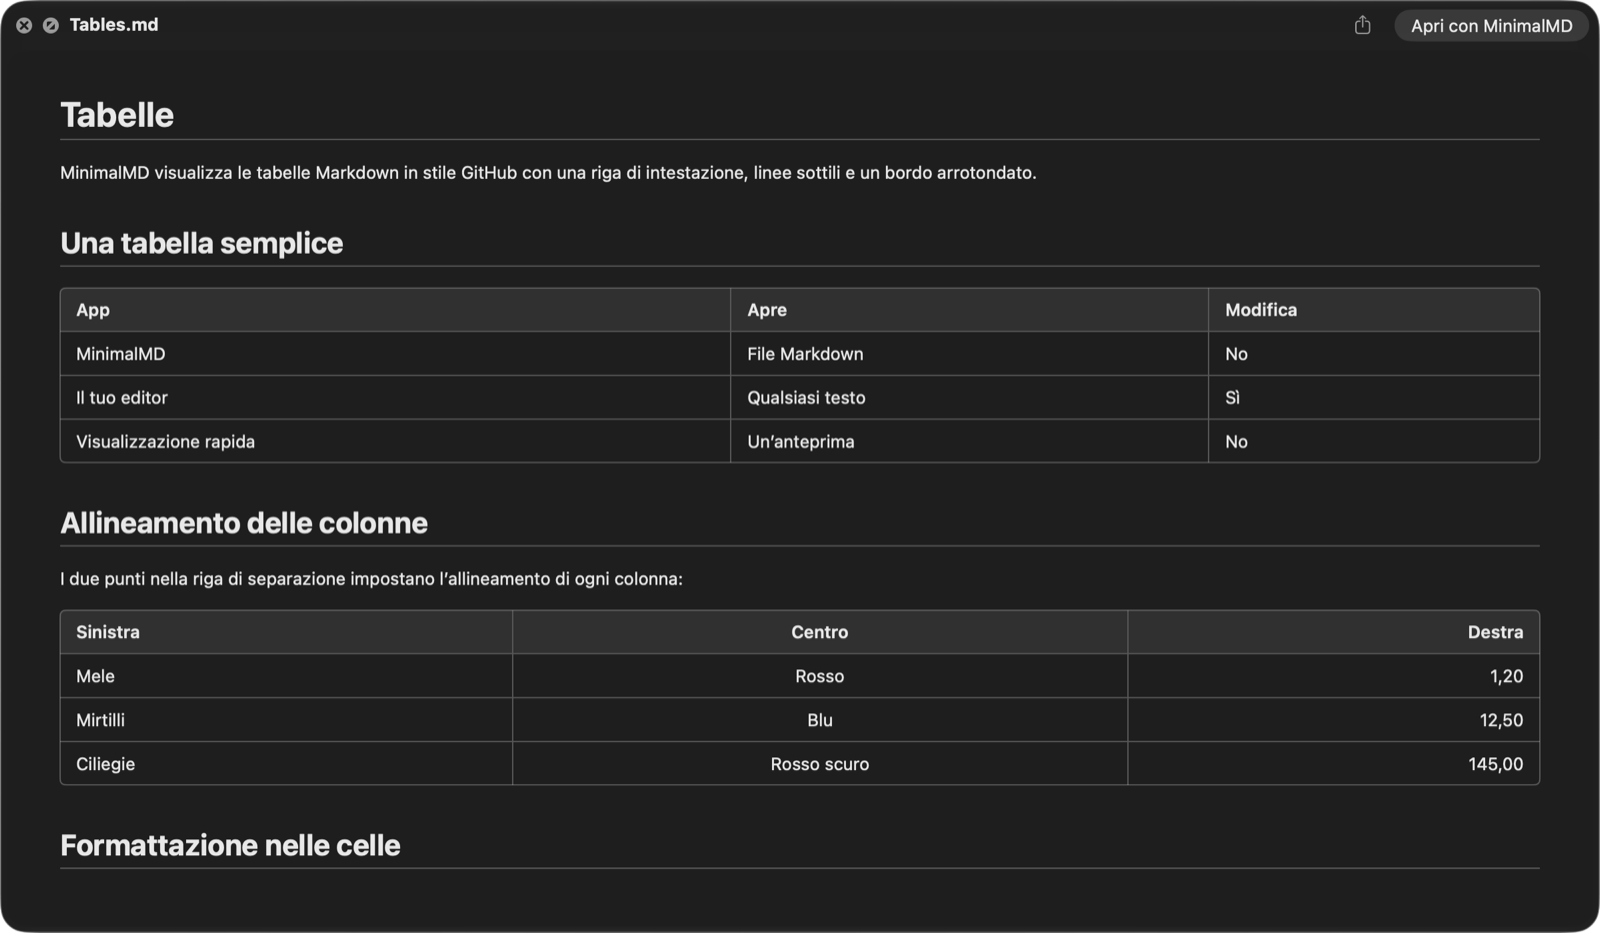 Tables.md
Apri con MinimalMD
Tabelle
MinimalMD visualizza le tabelle Markdown in stile GitHub con una riga di intestazione, linee sottili e un bordo arrotondato.
Una tabella semplice
App Apre Modifica
MinimalMD File Markdown No
Il tuo editor Qualsiasi testo Sì
Visualizzazione rapida Un’anteprima No
Allineamento delle colonne
I due punti nella riga di separazione impostano l’allineamento di ogni colonna:
Sinistra Centro Destra
Mele Rosso 1,20
Mirtilli Blu 12,50
Ciliegie Rosso scuro 145,00
Formattazione nelle celle